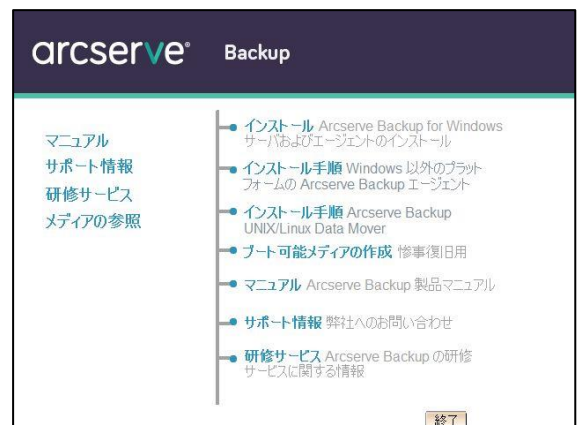 arcserve® Backup
マニュアル
サポート情報
研修サービス
メディアの参照
インストール Arcserve Backup for Windows
サーバおよびエージェントのインストール
インストール手順 Windows 以外のプラット
フォームの Arcserve Backup エージェント
インストール手順 Arcserve Backup
UNIX/Linux Data Mover
ブート可能メディアの作成 惨事復旧用
マニュアル Arcserve Backup 製品マニュアル
サポート情報 弊社へのお問い合わせ
研修サービス Arcserve Backup の研修
サービスに関する情報
終了